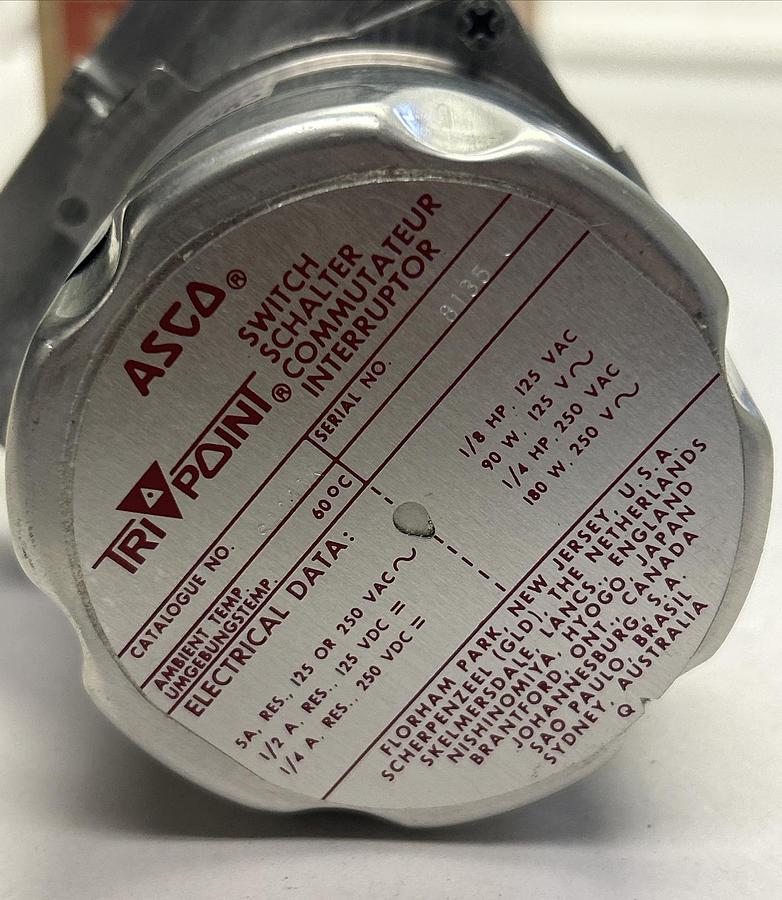 ASCO®
SWITCH
SCHALTER
COMMUTATEUR
INTERRUPTOR
TRI POINT®
CATALOGUE NO.
SERIAL NO. 8135
AMBIENT TEMP.
UMGEBUNGSTEMP.
60°C
ELECTRICAL DATA:
5A, RES., 125 OR 250 VAC ∿
1/2 A. RES., 125 VDC =
1/4 A. RES., 250 VDC =
1/8 HP. 125 VAC
90 W. 125 V ∿
1/4 HP. 250 VAC
180 W. 250 V ∿
FLORHAM PARK, NEW JERSEY, U.S.A.
SCHERPENZEEL (GLD), THE NETHERLANDS
SKELMERSDALE, LANCS., ENGLAND
NISHINOMIYA, HYOGO, JAPAN
BRANTFORD, ONT., CANADA
JOHANNESBURG, S.A.
SAO PAULO, BRASIL
SYDNEY, AUSTRALIA
Q